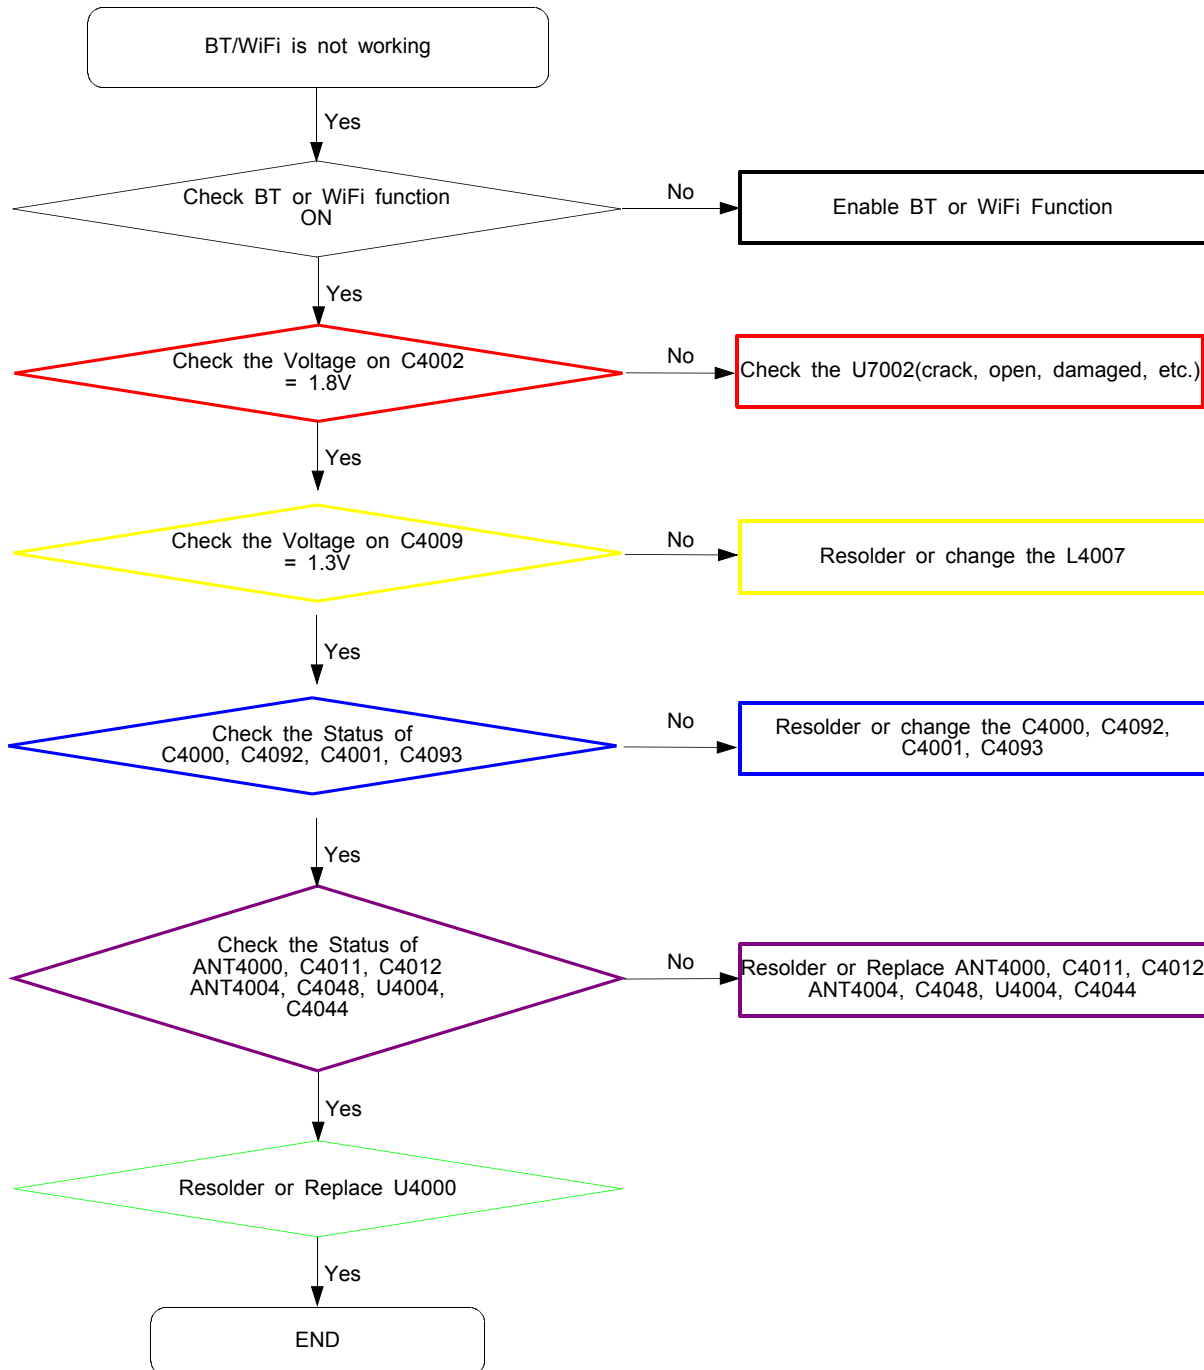 BT/WiFi is not working
Yes
Check BT or WiFi function
ON
No
Enable BT or WiFi Function
Yes
Check the Voltage on C4002
= 1.8V
No
Check the U7002(crack, open, damaged, etc.)
Yes
Check the Voltage on C4009
= 1.3V
No
Resolder or change the L4007
Yes
Check the Status of
C4000, C4092, C4001, C4093
No
Resolder or change the C4000, C4092,
C4001, C4093
Yes
Check the Status of
ANT4000, C4011, C4012
ANT4004, C4048, U4004,
C4044
No
Resolder or Replace ANT4000, C4011, C4012
ANT4004, C4048, U4004, C4044
Yes
Resolder or Replace U4000
Yes
END